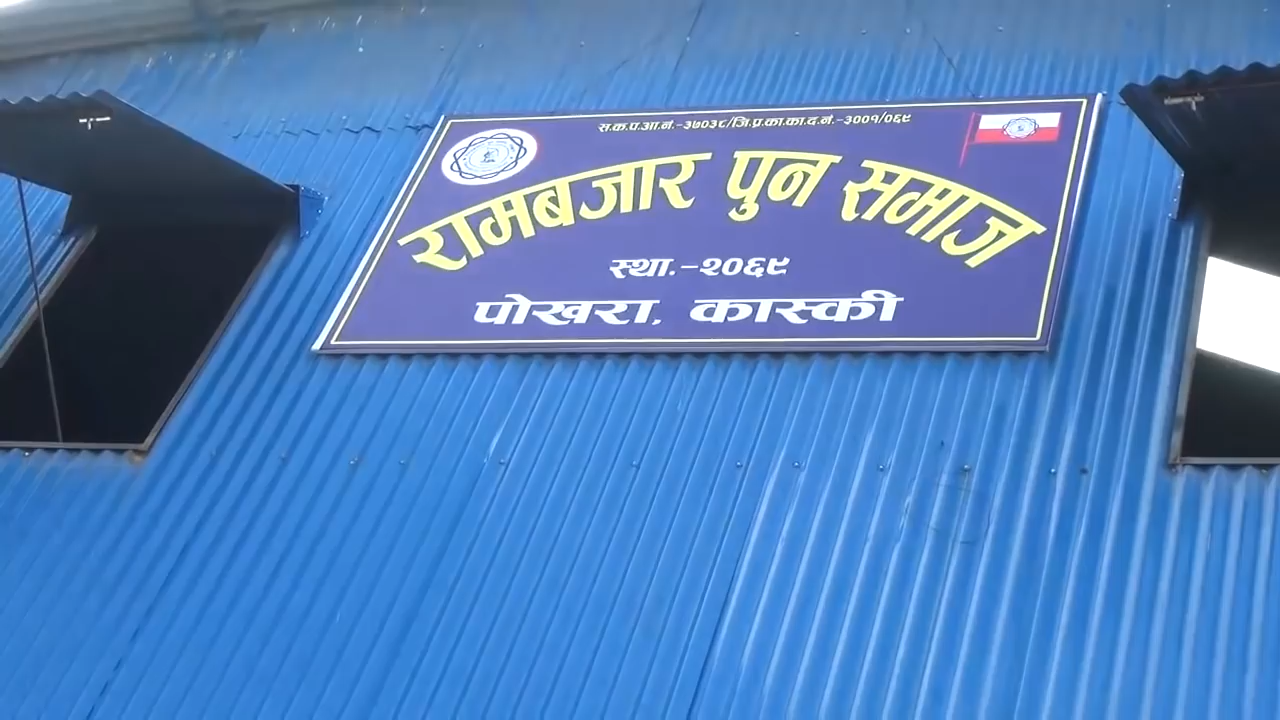 स.क.प.आ.नं.-३७०३८/जि.प्र.का.का.द.नं.-३००१/०६९
रामबजार पुन समाज
स्था.-२०६९
पोखरा, कास्की